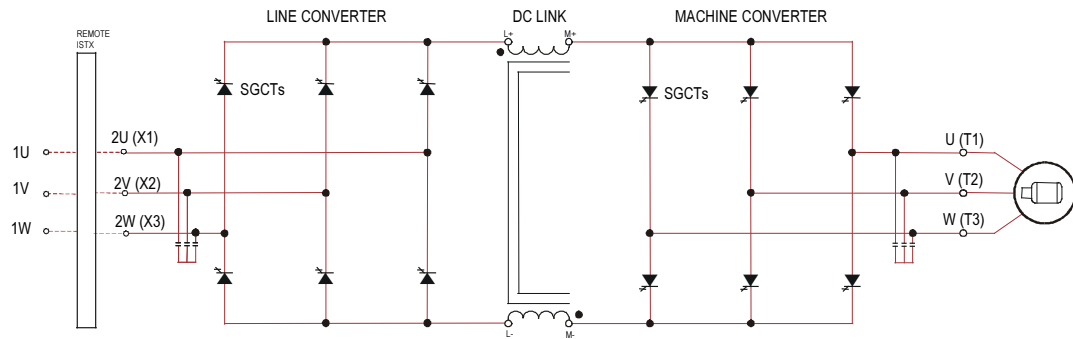 LINE CONVERTER
DC LINK
MACHINE CONVERTER
REMOTE
ISTX
L+
M+
SGCTs
SGCTs
1U
2U (X1)
U (T1)
1V
2V (X2)
V (T2)
1W
2W (X3)
W (T3)
L-
M-